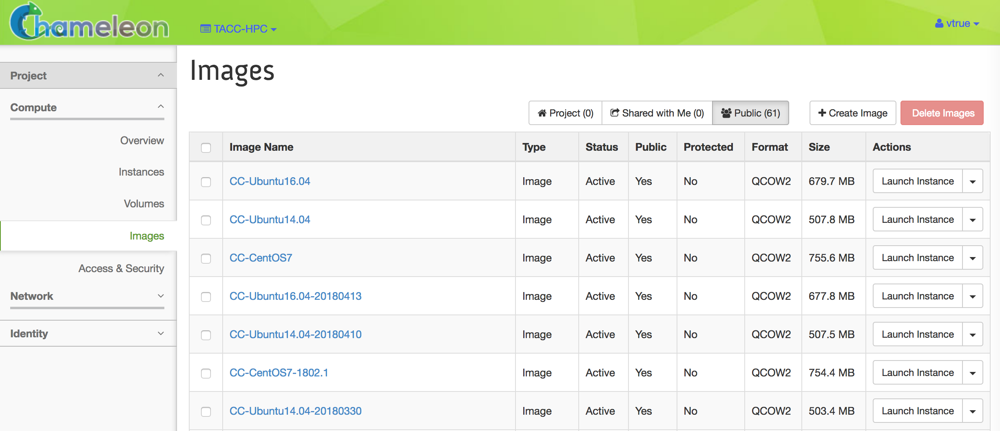 Chameleon
TACC-HPC
vtrue
Project
Compute
Overview
Instances
Volumes
Images
Access & Security
Network
Identity
Images
Project (0) Shared with Me (0) Public (61) Create Image Delete Images
Image Name Type Status Public Protected Format Size Actions
CC-Ubuntu16.04 Image Active Yes No QCOW2 679.7 MB Launch Instance
CC-Ubuntu14.04 Image Active Yes No QCOW2 507.8 MB Launch Instance
CC-CentOS7 Image Active Yes No QCOW2 755.6 MB Launch Instance
CC-Ubuntu16.04-20180413 Image Active Yes No QCOW2 677.8 MB Launch Instance
CC-Ubuntu14.04-20180410 Image Active Yes No QCOW2 507.5 MB Launch Instance
CC-CentOS7-1802.1 Image Active Yes No QCOW2 754.4 MB Launch Instance
CC-Ubuntu14.04-20180330 Image Active Yes No QCOW2 503.4 MB Launch Instance